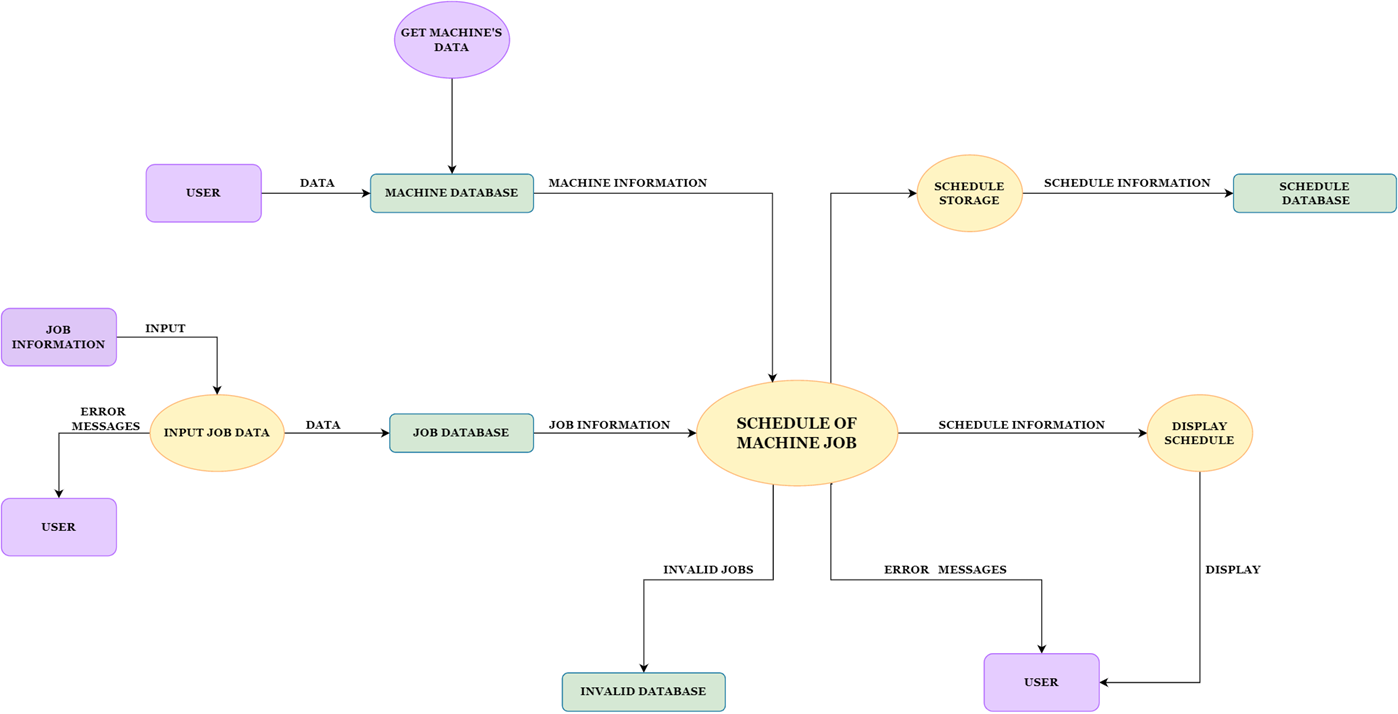 GET MACHINE'S
DATA
USER
DATA
MACHINE DATABASE
MACHINE INFORMATION
SCHEDULE
STORAGE
SCHEDULE INFORMATION
SCHEDULE
DATABASE
JOB
INFORMATION
INPUT
ERROR
MESSAGES
INPUT JOB DATA
DATA
JOB DATABASE
JOB INFORMATION
SCHEDULE OF
MACHINE JOB
SCHEDULE INFORMATION
DISPLAY
SCHEDULE
USER
INVALID JOBS
ERROR MESSAGES
DISPLAY
INVALID DATABASE
USER